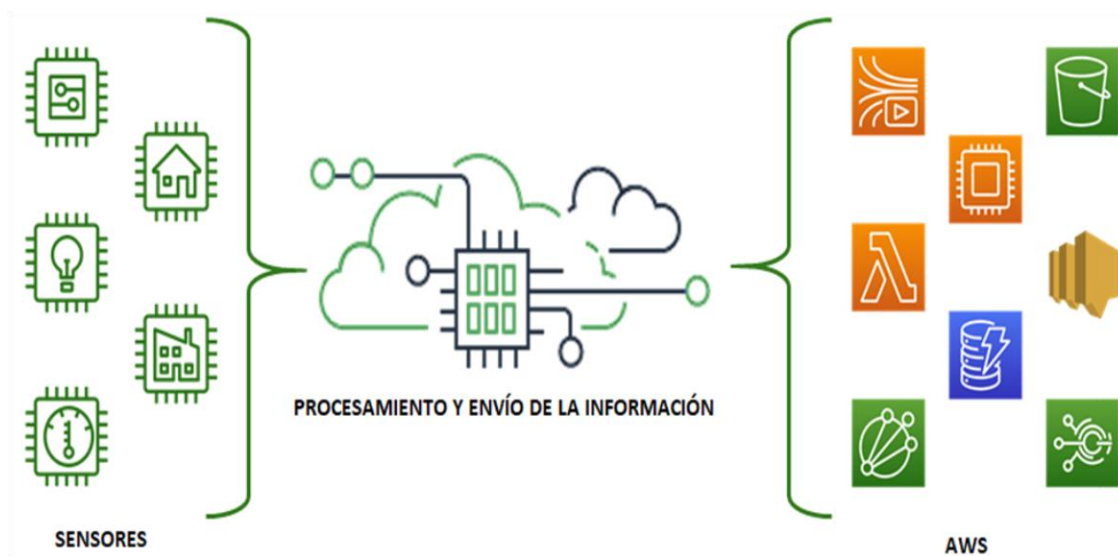 PROCESAMIENTO Y ENVÍO DE LA INFORMACIÓN
SENSORES
AWS